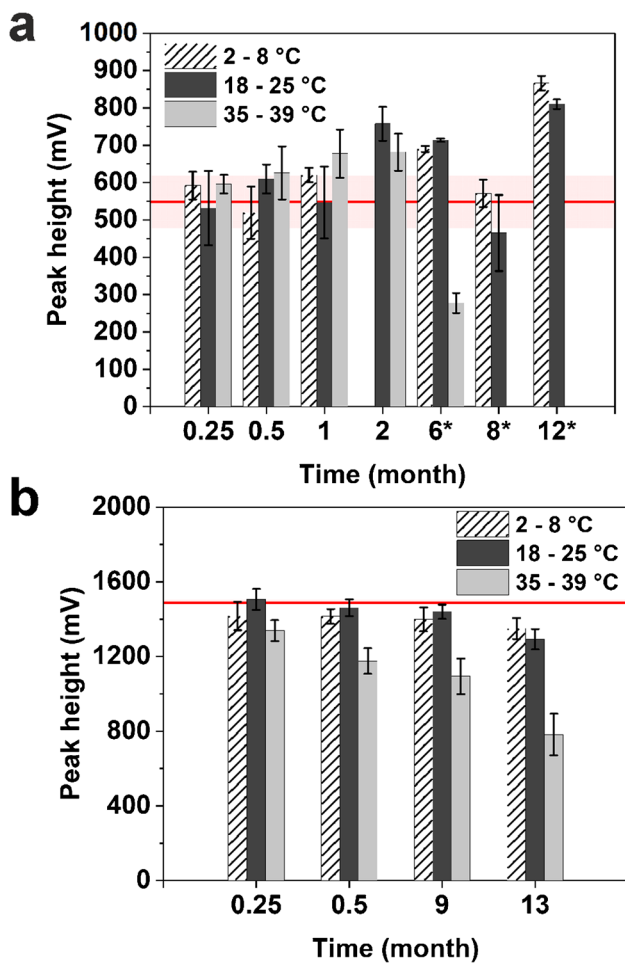 a
1000
900
800
700
600
500
400
300
200
100
0
Peak height (mV)
2 - 8 °C
18 - 25 °C
35 - 39 °C
0.25 0.5 1 2 6* 8* 12*
Time (month)
b
2000
1600
1200
800
400
0
Peak height (mV)
2 - 8 °C
18 - 25 °C
35 - 39 °C
0.25 0.5 9 13
Time (month)